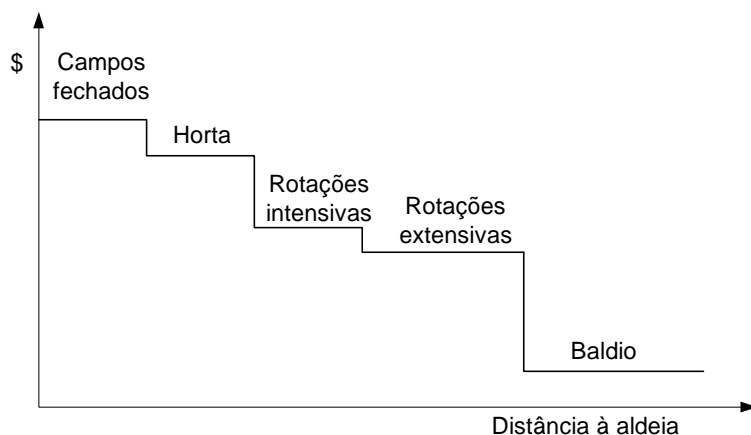 $
Campos
fechados
Horta
Rotações
intensivas
Rotações
extensivas
Baldio
Distância à aldeia